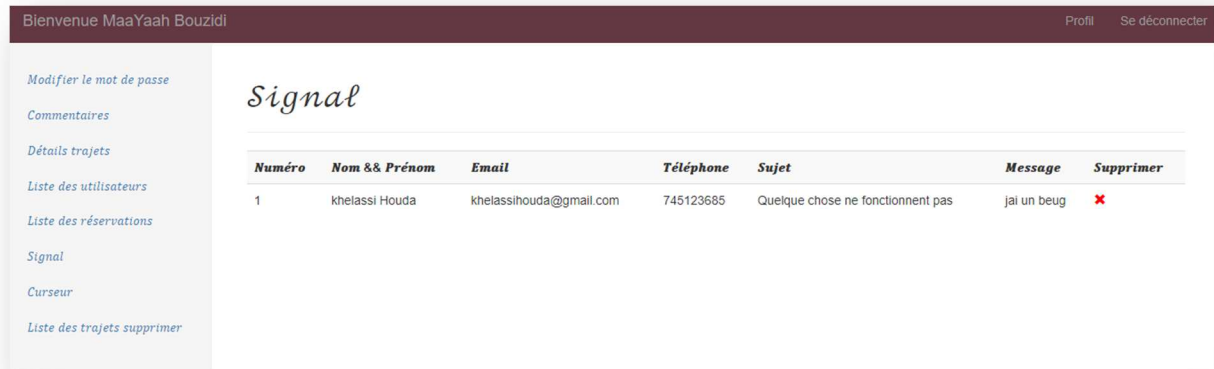 Bienvenue MaaYaah Bouzidi
Profil Se déconnecter
Modifier le mot de passe
Commentaires
Détails trajets
Liste des utilisateurs
Liste des réservations
Signal
Curseur
Liste des trajets supprimer
Signal
Numéro Nom && Prénom Email Téléphone Sujet Message Supprimer
1 khelassi Houda khelassihouda@gmail.com 745123685 Quelque chose ne fonctionnent pas jai un beug